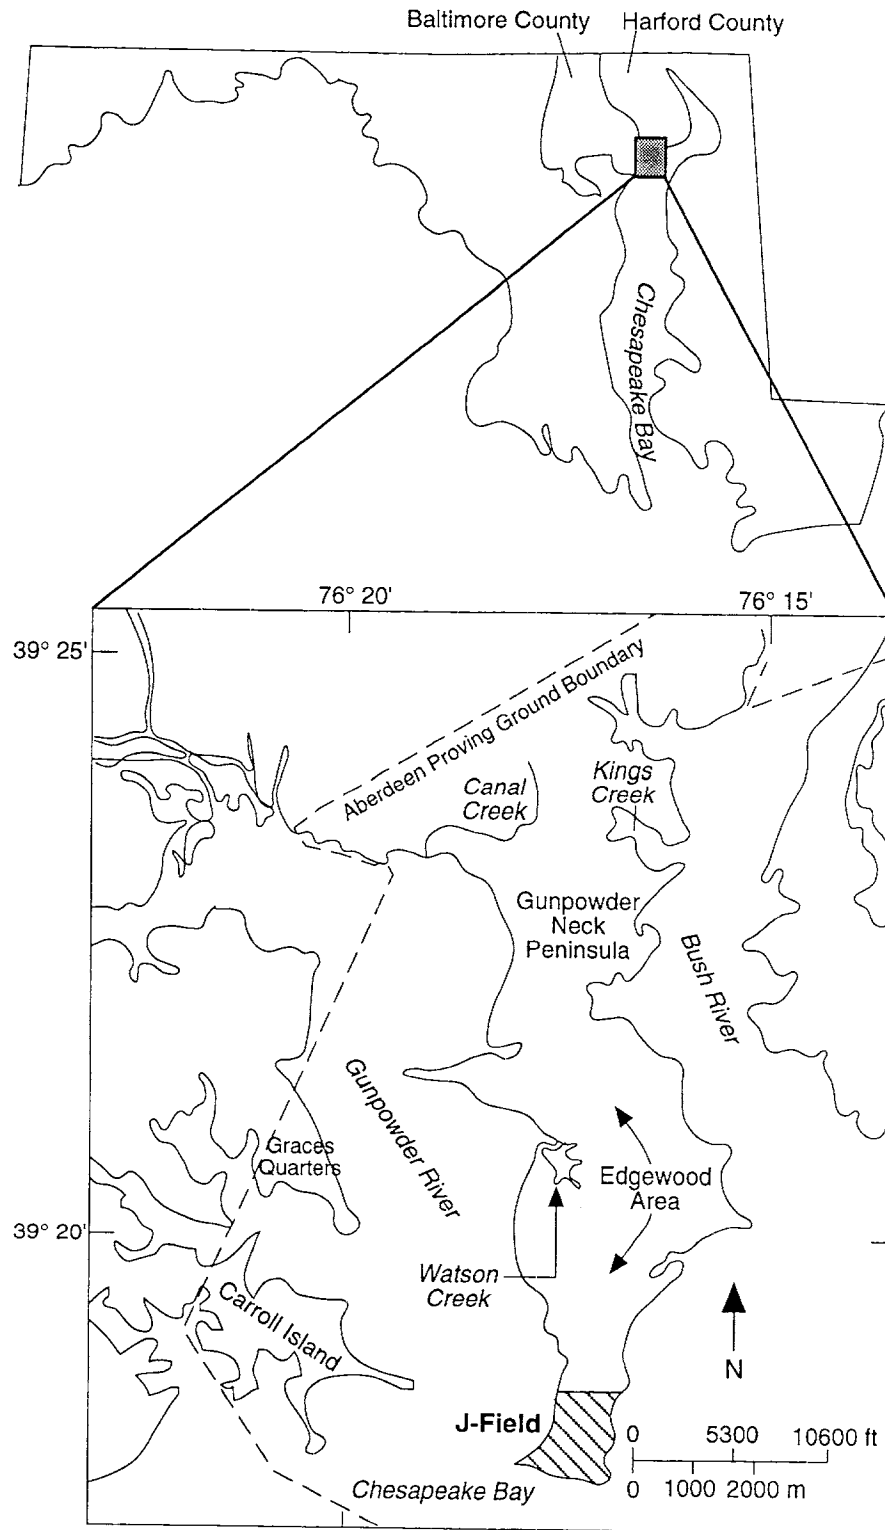 Baltimore County
Harford County
Chesapeake Bay
76° 20'
76° 15'
39° 25'
Aberdeen Proving Ground Boundary
Canal
Creek
Kings
Creek
Gunpowder
Neck
Peninsula
Bush River
Gunpowder River
Graces
Quarters
Edgewood
Area
39° 20'
Watson
Creek
Carroll Island
N
J-Field
0 5300 10600 ft
0 1000 2000 m
Chesapeake Bay